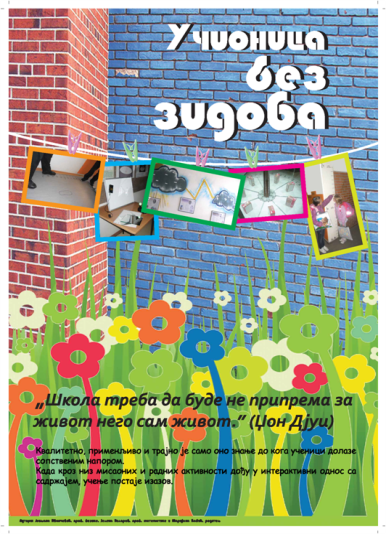 Учионица
без
зидова
„Школа треба да буде не припрема за
живот него сам живот.” (Џон Дјуи)
Квалитетно, применљиво и трајно је само оно знање до кога ученици долазе
сопственим напором.
Када кроз низ мисаоних и радних активности дођу у интерактивни однос са
садржајем, учење постаје изазов.